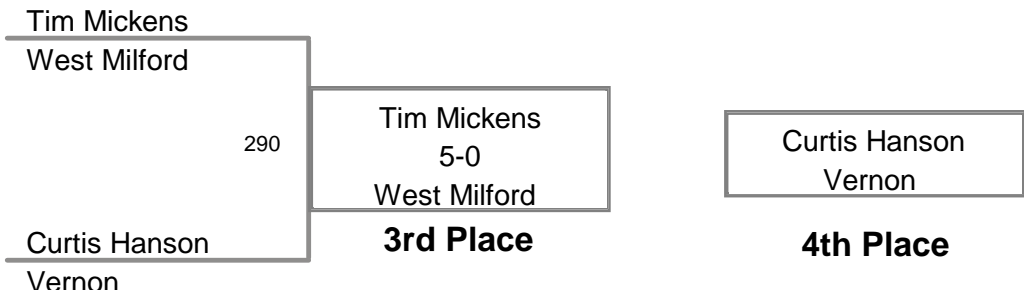 Tim Mickens
West Milford
290
Tim Mickens
5-0
West Milford
3rd Place
Curtis Hanson
Vernon
Curtis Hanson
Vernon
4th Place